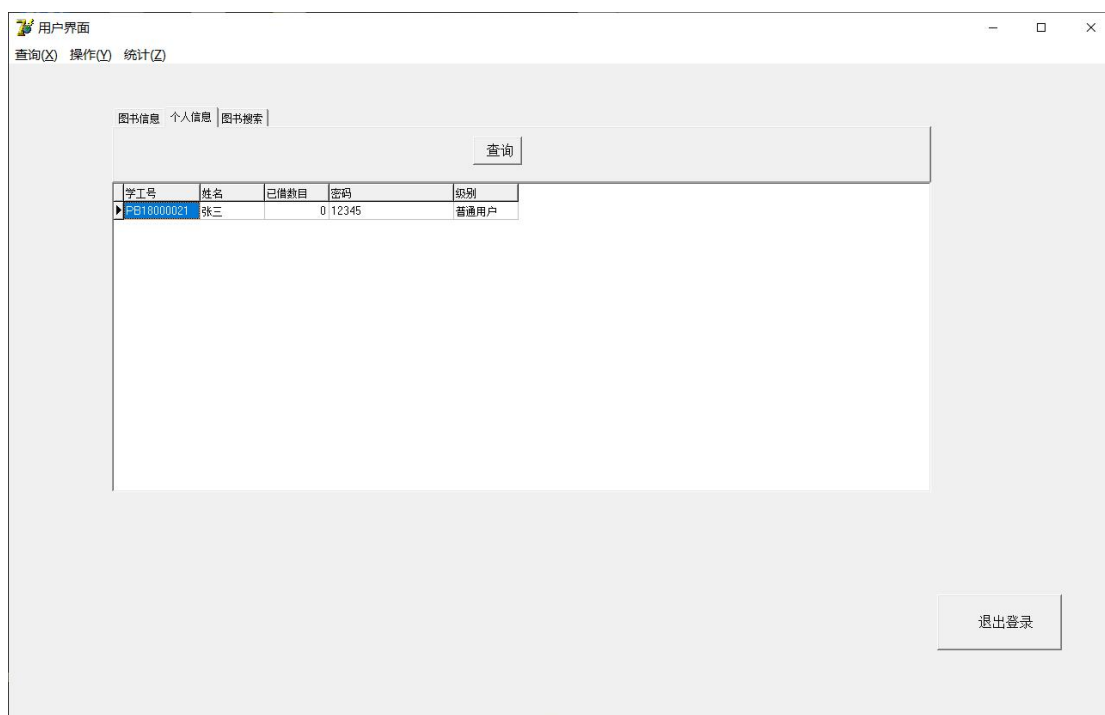 用户界面
查询(X) 操作(Y) 统计(Z)
图书信息 个人信息 图书搜索
查询
学工号 姓名 已借数目 密码 级别
PB18000021 张三 0 12345 普通用户
退出登录